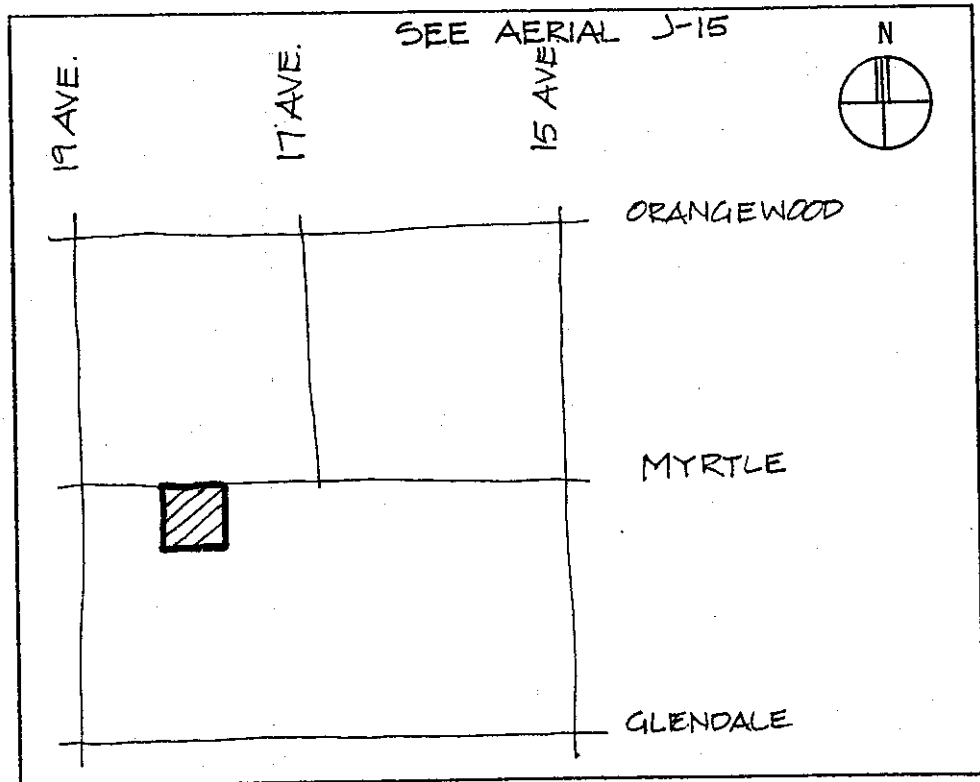 SEE AERIAL J-15
N
19 AVE.
17 AVE.
15 AVE
ORANGEWOOD
MYRTLE
GLENDALE